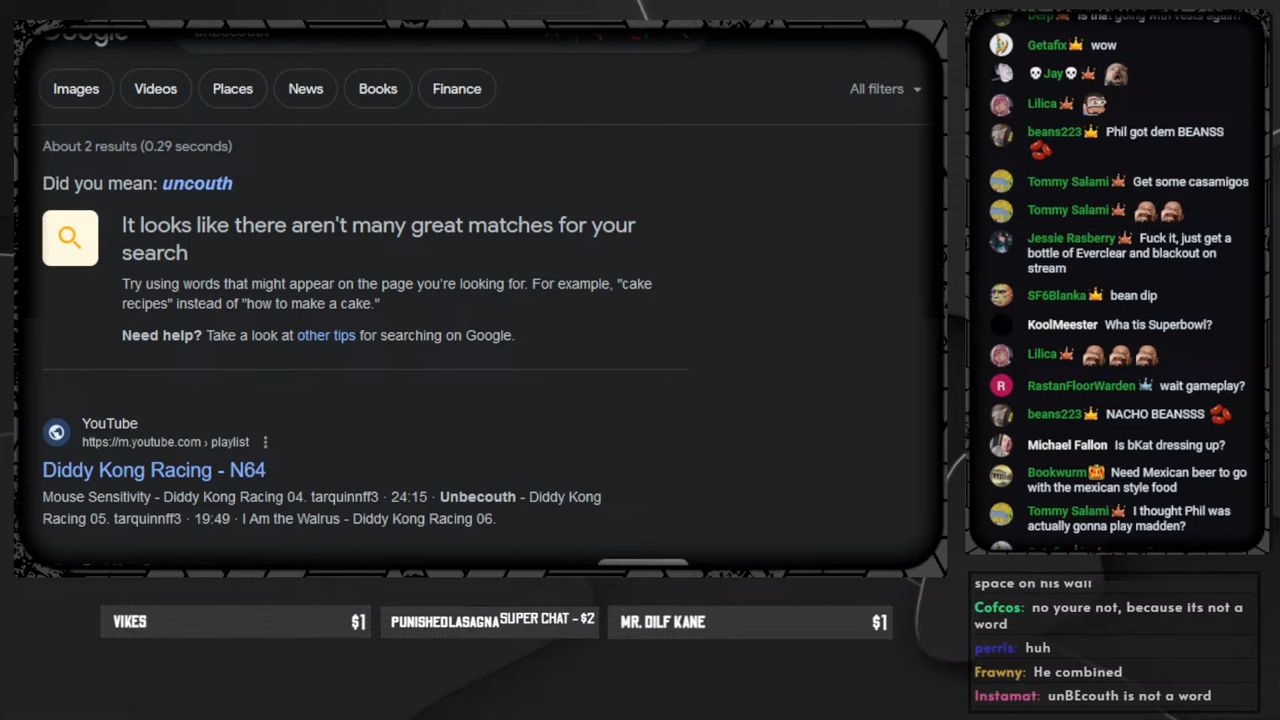 Google
unbecouth
Images
Videos
Places
News
Books
Finance
All filters
About 2 results (0.29 seconds)
Did you mean: uncouth
It looks like there aren't many great matches for your
search
Try using words that might appear on the page you're looking for. For example, "cake
recipes" instead of "how to make a cake."
Need help? Take a look at other tips for searching on Google.
YouTube
https://m.youtube.com › playlist
Diddy Kong Racing - N64
Mouse Sensitivity - Diddy Kong Racing 04. tarquinnff3 · 24:15 · Unbecouth - Diddy Kong
Racing 05. tarquinnff3 · 19:49 · I Am the Walrus - Diddy Kong Racing 06.
VIKES $1
PUNISHEDLASAGNA SUPER CHAT - $2
MR. DILF KANE $1
Derp is that going with vests again?
Getafix wow
Jay
Lilica
beans223 Phil got dem BEANSS
Tommy Salami Get some casamigos
Tommy Salami
Jessie Rasberry Fuck it, just get a
bottle of Everclear and blackout on
stream
SF6Blanka bean dip
KoolMeester Wha tis Superbowl?
Lilica
R RastanFloorWarden wait gameplay?
beans223 NACHO BEANSSS
Michael Fallon Is bKat dressing up?
Bookwurm Need Mexican beer to go
with the mexican style food
Tommy Salami I thought Phil was
actually gonna play madden?
space on his wall
Cofcos: no youre not, because its not a
word
perris: huh
Frawny: He combined
Instamat: unBEcouth is not a word